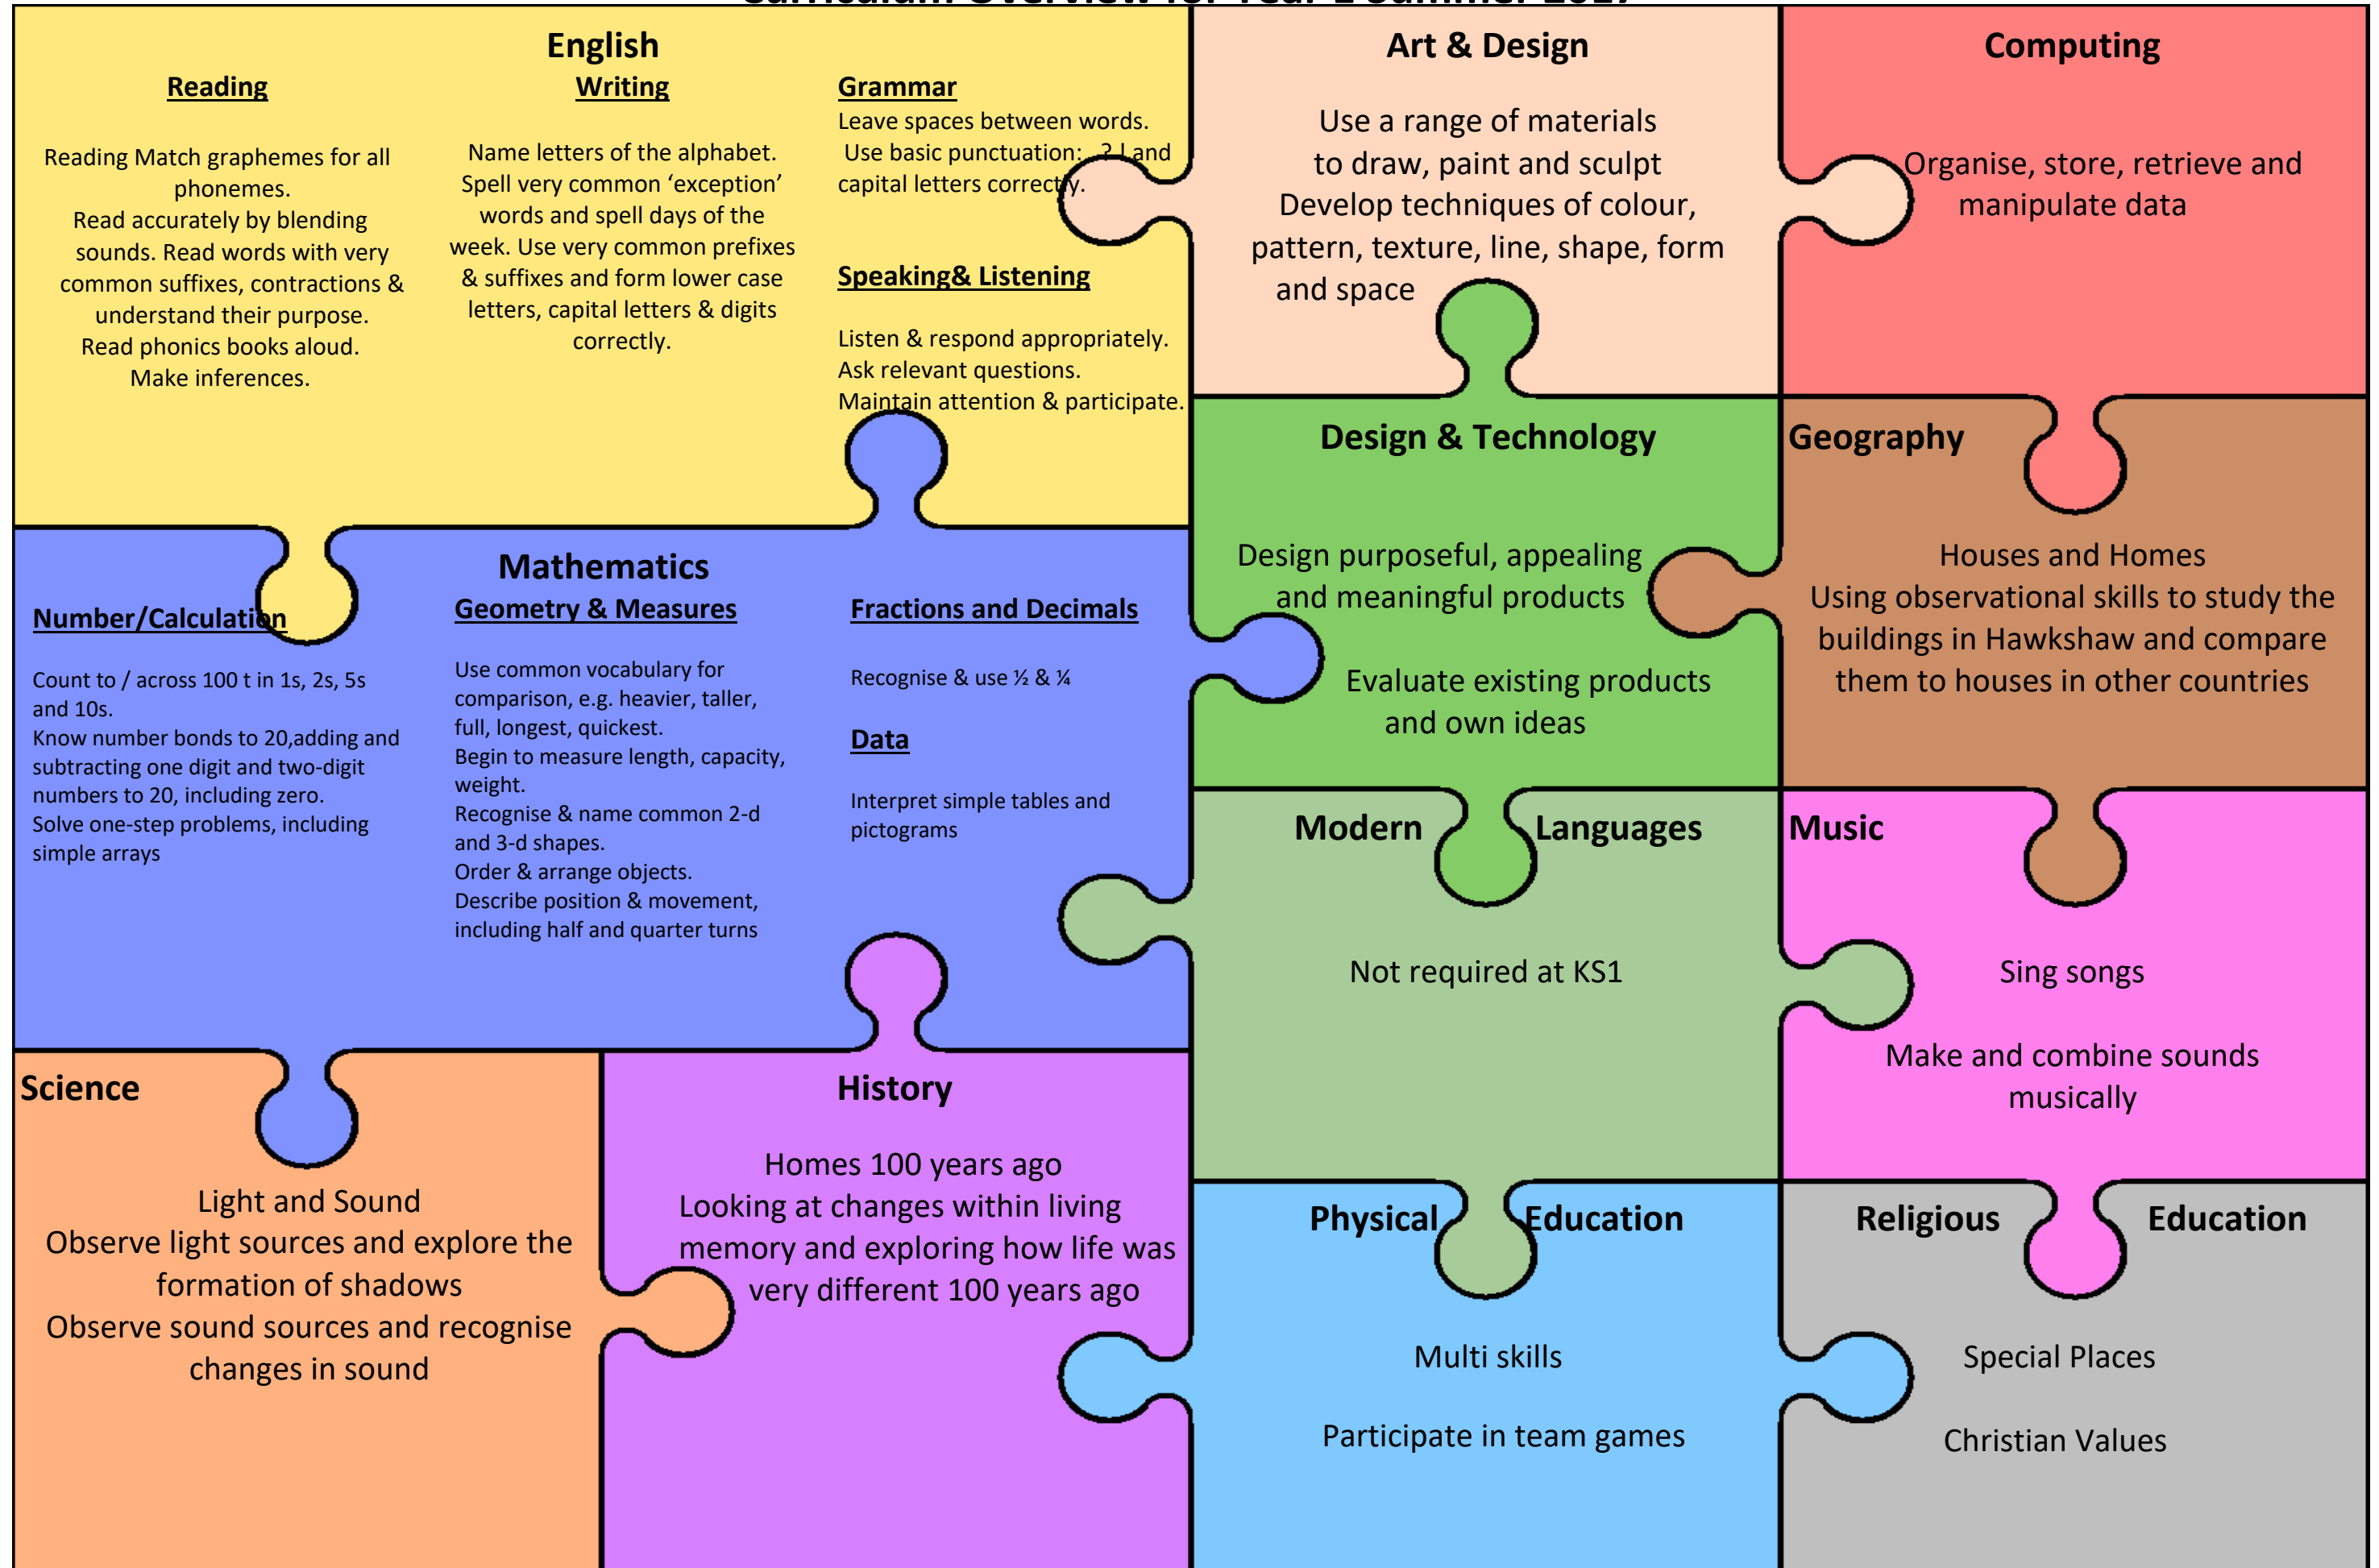 Curriculum Overview for Year 1 Summer 2017
English
Reading
Reading Match graphemes for all
phonemes.
Read accurately by blending
sounds. Read words with very
common suffixes, contractions &
understand their purpose.
Read phonics books aloud.
Make inferences.
Writing
Name letters of the alphabet.
Spell very common ‘exception’
words and spell days of the
week. Use very common prefixes
& suffixes and form lower case
letters, capital letters & digits
correctly.
Grammar
Leave spaces between words.
Use basic punctuation: . ? ! and
capital letters correctly.
Speaking& Listening
Listen & respond appropriately.
Ask relevant questions.
Maintain attention & participate.
Art & Design
Use a range of materials
to draw, paint and sculpt
Develop techniques of colour,
pattern, texture, line, shape, form
and space
Computing
Organise, store, retrieve and
manipulate data
Mathematics
Number/Calculation
Count to / across 100 t in 1s, 2s, 5s
and 10s.
Know number bonds to 20,adding and
subtracting one digit and two-digit
numbers to 20, including zero.
Solve one-step problems, including
simple arrays
Geometry & Measures
Use common vocabulary for
comparison, e.g. heavier, taller,
full, longest, quickest.
Begin to measure length, capacity,
weight.
Recognise & name common 2-d
and 3-d shapes.
Order & arrange objects.
Describe position & movement,
including half and quarter turns
Fractions and Decimals
Recognise & use ½ & ¼
Data
Interpret simple tables and
pictograms
Design & Technology
Design purposeful, appealing
and meaningful products
Evaluate existing products
and own ideas
Geography
Houses and Homes
Using observational skills to study the
buildings in Hawkshaw and compare
them to houses in other countries
Modern Languages
Not required at KS1
Music
Sing songs
Make and combine sounds
musically
Science
Light and Sound
Observe light sources and explore the
formation of shadows
Observe sound sources and recognise
changes in sound
History
Homes 100 years ago
Looking at changes within living
memory and exploring how life was
very different 100 years ago
Physical Education
Multi skills
Participate in team games
Religious Education
Special Places
Christian Values